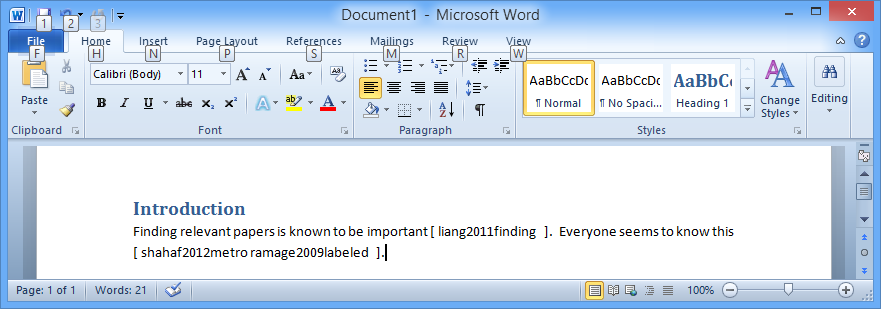 Document1 - Microsoft Word
1 2 3
File Home Insert Page Layout References Mailings Review View
F H N P S M R W
Calibri (Body) 11 A A Aa A
Paste B I U abc x₂ x² A ab A
AaBbCcDc AaBbCcDc AaBbCc
¶ Normal ¶ No Spaci... Heading 1 Change Styles Editing
Clipboard Font Paragraph Styles
Introduction
Finding relevant papers is known to be important [ liang2011finding ]. Everyone seems to know this
[ shahaf2012metro ramage2009labeled ].
Page: 1 of 1 Words: 21 100%